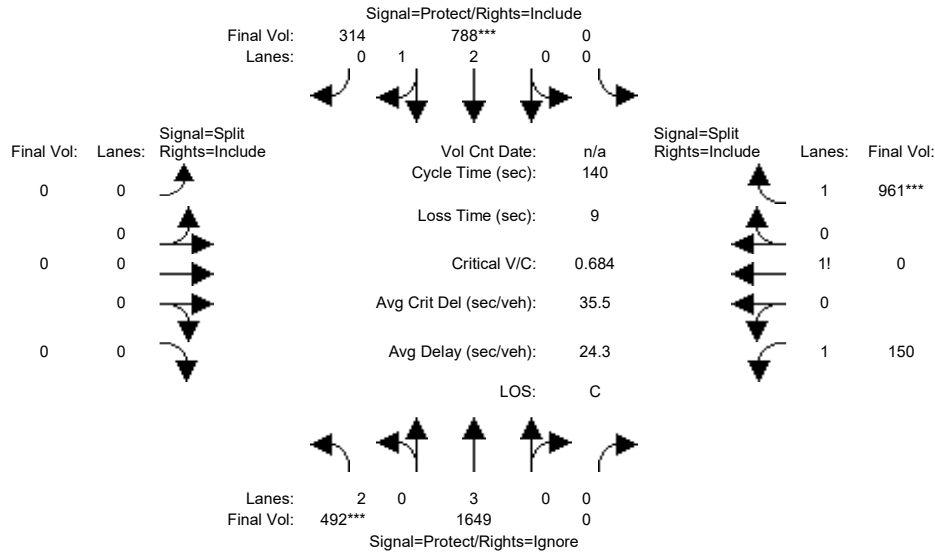 Signal=Protect/Rights=Include
Final Vol: 314 788*** 0
Lanes: 0 1 2 0 0
Signal=Split
Final Vol: Lanes: Rights=Include
Vol Cnt Date: n/a
Signal=Split
Rights=Include Lanes: Final Vol:
Cycle Time (sec): 140
0 0
1 961***
Loss Time (sec): 9
0
0
0 0
Critical V/C: 0.684
1! 0
0
Avg Crit Del (sec/veh): 35.5
0
0 0
Avg Delay (sec/veh): 24.3
1 150
LOS: C
Lanes: 2 0 3 0 0
Final Vol: 492*** 1649 0
Signal=Protect/Rights=Ignore